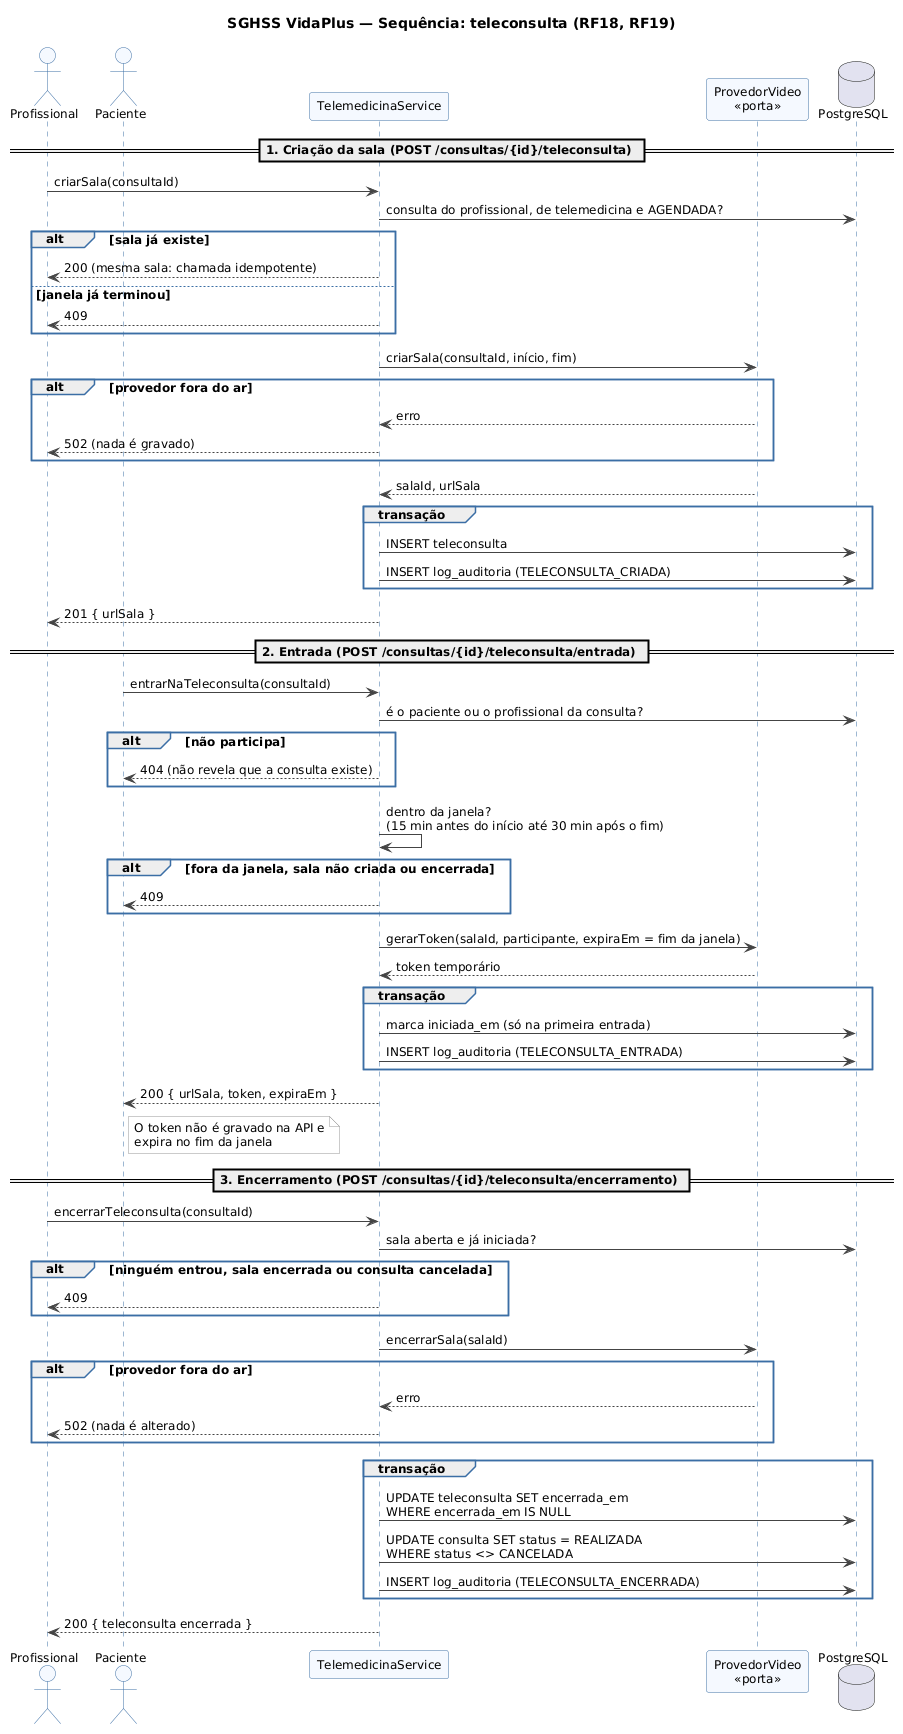 SGHSS VidaPlus — Sequência: teleconsulta (RF18, RF19)
Profissional
Paciente
TelemedicinaService
ProvedorVideo
«porta»
PostgreSQL
1. Criação da sala (POST /consultas/{id}/teleconsulta)
criarSala(consultaId)
consulta do profissional, de telemedicina e AGENDADA?
alt [sala já existe]
200 (mesma sala: chamada idempotente)
[janela já terminou]
409
criarSala(consultaId, início, fim)
alt [provedor fora do ar]
erro
502 (nada é gravado)
salaId, urlSala
transação
INSERT teleconsulta
INSERT log_auditoria (TELECONSULTA_CRIADA)
201 { urlSala }
2. Entrada (POST /consultas/{id}/teleconsulta/entrada)
entrarNaTeleconsulta(consultaId)
é o paciente ou o profissional da consulta?
alt [não participa]
404 (não revela que a consulta existe)
dentro da janela?
(15 min antes do início até 30 min após o fim)
alt [fora da janela, sala não criada ou encerrada]
409
gerarToken(salaId, participante, expiraEm = fim da janela)
token temporário
transação
marca iniciada_em (só na primeira entrada)
INSERT log_auditoria (TELECONSULTA_ENTRADA)
200 { urlSala, token, expiraEm }
O token não é gravado na API e
expira no fim da janela
3. Encerramento (POST /consultas/{id}/teleconsulta/encerramento)
encerrarTeleconsulta(consultaId)
sala aberta e já iniciada?
alt [ninguém entrou, sala encerrada ou consulta cancelada]
409
encerrarSala(salaId)
alt [provedor fora do ar]
erro
502 (nada é alterado)
transação
UPDATE teleconsulta SET encerrada_em
WHERE encerrada_em IS NULL
UPDATE consulta SET status = REALIZADA
WHERE status <> CANCELADA
INSERT log_auditoria (TELECONSULTA_ENCERRADA)
200 { teleconsulta encerrada }
Profissional
Paciente
TelemedicinaService
ProvedorVideo
«porta»
PostgreSQL